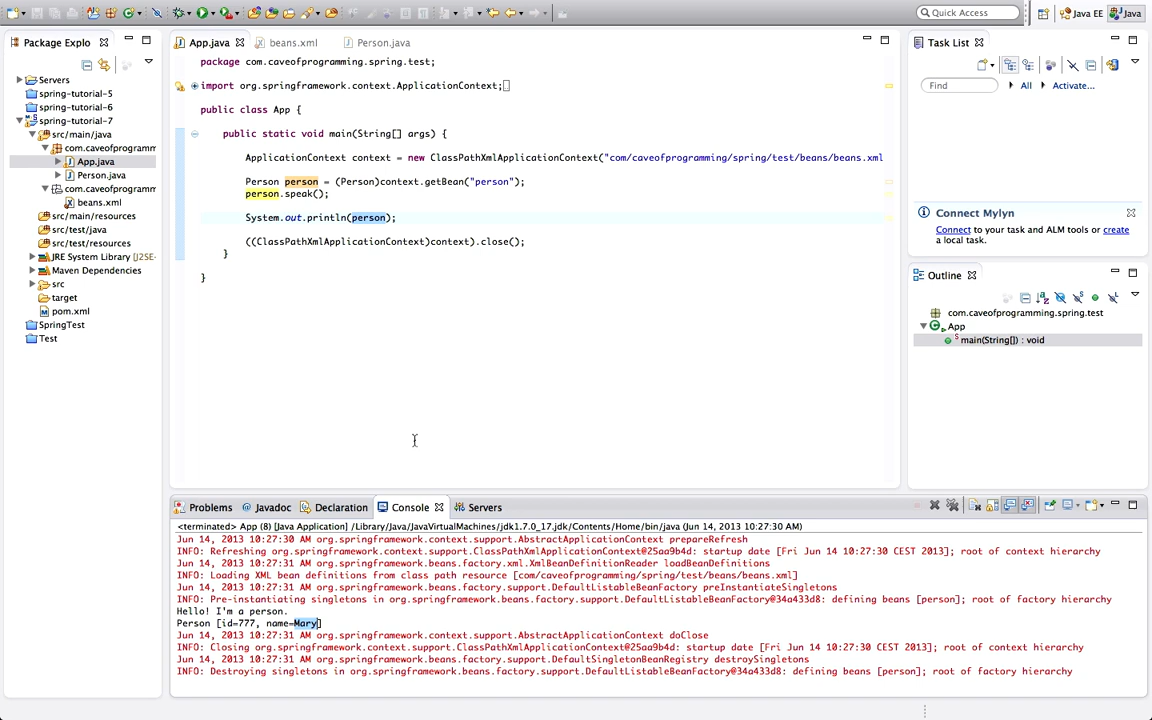 Quick Access
Java EE
Java
Package Explo
Servers
spring-tutorial-5
spring-tutorial-6
spring-tutorial-7
src/main/java
com.caveofprogramm
App.java
Person.java
com.caveofprogramm
beans.xml
src/main/resources
src/test/java
src/test/resources
JRE System Library [J2SE-
Maven Dependencies
src
target
pom.xml
SpringTest
Test
App.java
beans.xml
Person.java
package com.caveofprogramming.spring.test;
import org.springframework.context.ApplicationContext;
public class App {
public static void main(String[] args) {
ApplicationContext context = new ClassPathXmlApplicationContext("com/caveofprogramming/spring/test/beans/beans.xml
Person person = (Person)context.getBean("person");
person.speak();
System.out.println(person);
((ClassPathXmlApplicationContext)context).close();
}
}
Task List
Find
All
Activate...
Connect Mylyn
Connect to your task and ALM tools or create
a local task.
Outline
com.caveofprogramming.spring.test
App
S
main(String[]) : void
Problems
@ Javadoc
Declaration
Console
Servers
<terminated> App (8) [Java Application] /Library/Java/JavaVirtualMachines/jdk1.7.0_17.jdk/Contents/Home/bin/java (Jun 14, 2013 10:27:30 AM)
Jun 14, 2013 10:27:30 AM org.springframework.context.support.AbstractApplicationContext prepareRefresh
INFO: Refreshing org.springframework.context.support.ClassPathXmlApplicationContext@25aa9b4d: startup date [Fri Jun 14 10:27:30 CEST 2013]; root of context hierarchy
Jun 14, 2013 10:27:31 AM org.springframework.beans.factory.xml.XmlBeanDefinitionReader loadBeanDefinitions
INFO: Loading XML bean definitions from class path resource [com/caveofprogramming/spring/test/beans/beans.xml]
Jun 14, 2013 10:27:31 AM org.springframework.beans.factory.support.DefaultListableBeanFactory preInstantiateSingletons
INFO: Pre-instantiating singletons in org.springframework.beans.factory.support.DefaultListableBeanFactory@34a433d8: defining beans [person]; root of factory hierarchy
Hello! I'm a person.
Person [id=777, name=Mary]
Jun 14, 2013 10:27:31 AM org.springframework.context.support.AbstractApplicationContext doClose
INFO: Closing org.springframework.context.support.ClassPathXmlApplicationContext@25aa9b4d: startup date [Fri Jun 14 10:27:30 CEST 2013]; root of context hierarchy
Jun 14, 2013 10:27:31 AM org.springframework.beans.factory.support.DefaultSingletonBeanRegistry destroySingletons
INFO: Destroying singletons in org.springframework.beans.factory.support.DefaultListableBeanFactory@34a433d8: defining beans [person]; root of factory hierarchy